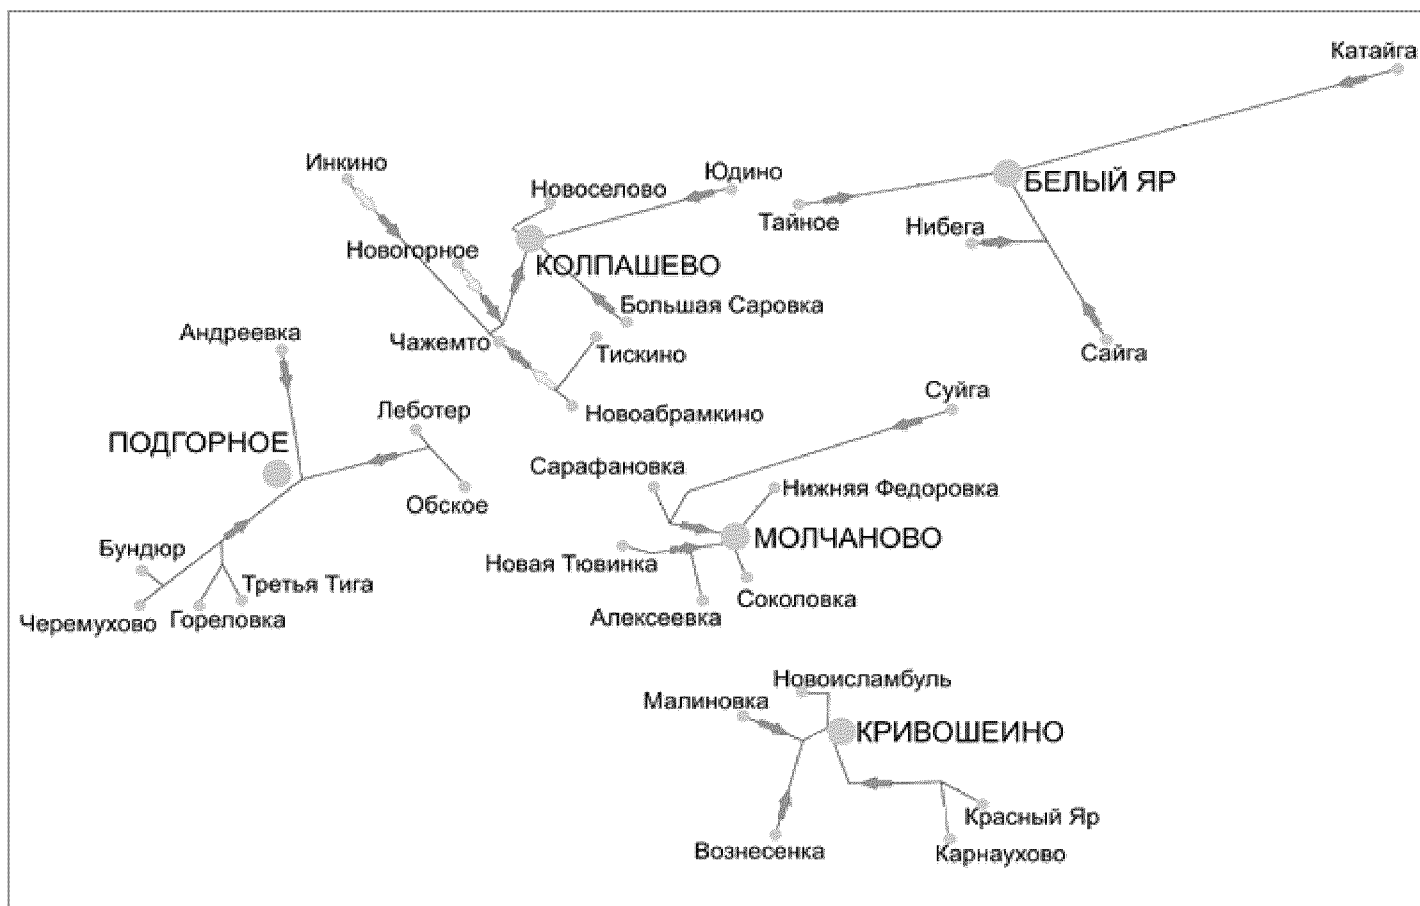 Катайга
Инкино
Юдино
Новоселово
БЕЛЫЙ ЯР
Тайное
Нибега
Новогорное
КОЛПАШЕВО
Большая Саровка
Андреевка
Чажемто
Тискино
Сайга
Суйга
Леботер
Новоабрамкино
ПОДГОРНОЕ
Сарафановка
Нижняя Федоровка
Обское
МОЛЧАНОВО
Бундюр
Новая Тювинка
Третья Тига
Соколовка
Черемухово
Гореловка
Алексеевка
Новоисламбуль
Малиновка
КРИВОШЕИНО
Красный Яр
Вознесенка
Карнаухово